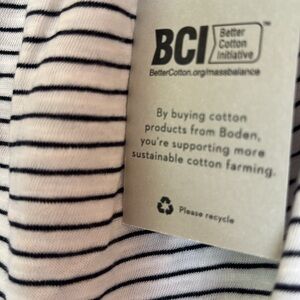 BCI
Better
Cotton
Initiative
™
BetterCotton.org/massbalance
By buying cotton
products from Boden,
you're supporting more
sustainable cotton farming.
Please recycle